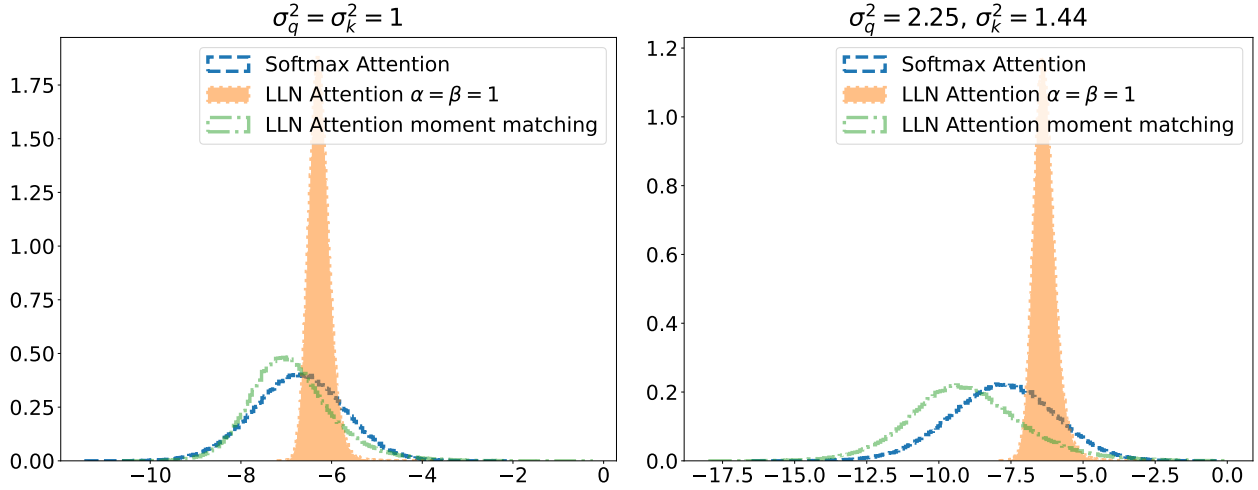 σ_q^2 = σ_k^2 = 1
Softmax Attention
LLN Attention α = β = 1
LLN Attention moment matching
1.75
1.50
1.25
1.00
0.75
0.50
0.25
0.00
−10 −8 −6 −4 −2 0
σ_q^2 = 2.25, σ_k^2 = 1.44
Softmax Attention
LLN Attention α = β = 1
LLN Attention moment matching
1.2
1.0
0.8
0.6
0.4
0.2
0.0
−17.5 −15.0 −12.5 −10.0 −7.5 −5.0 −2.5 0.0